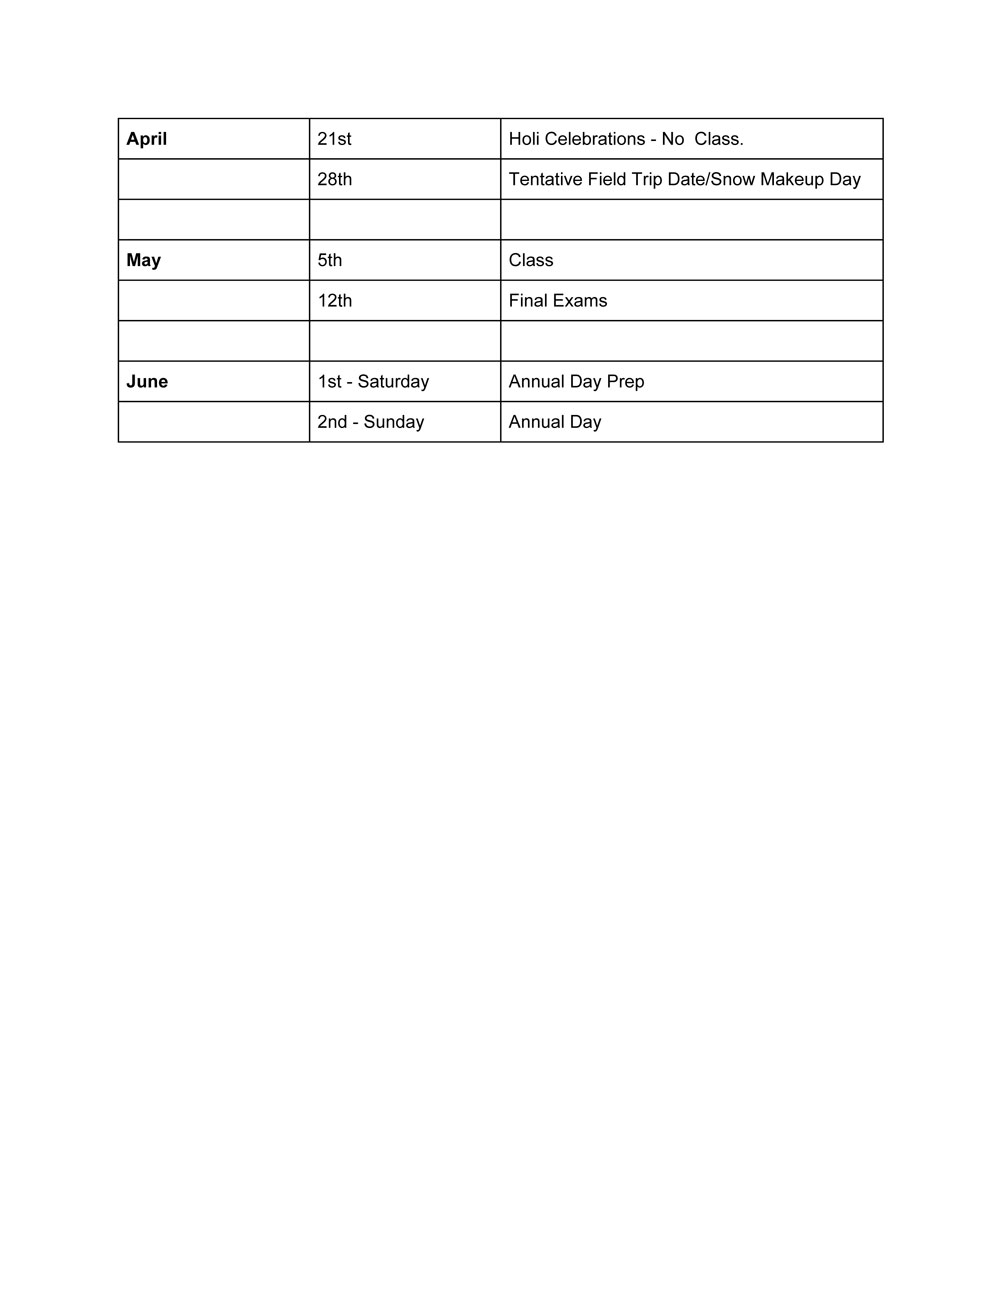 April 21st Holi Celebrations - No  Class.
28th Tentative Field Trip Date/Snow Makeup Day
May 5th Class
12th Final Exams
June 1st - Saturday Annual Day Prep
2nd - Sunday Annual Day